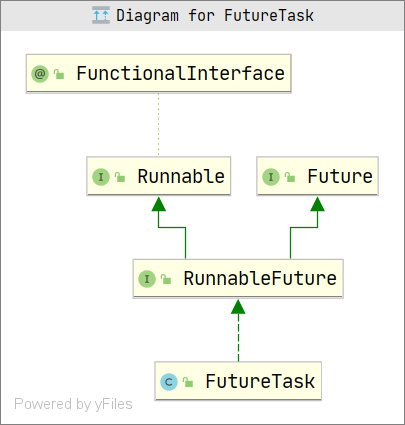 Diagram for FutureTask
@ FunctionalInterface
I Runnable
I Future
I RunnableFuture
C FutureTask
Powered by yFiles